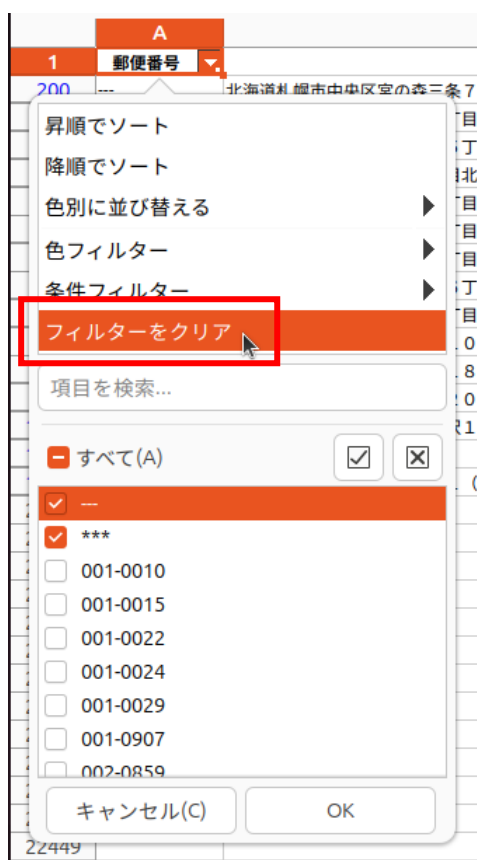 A
1 郵便番号
200 --- 北海道札幌市中央区宮の森三条７
昇順でソート
降順でソート
色別に並び替える
色フィルター
条件フィルター
フィルターをクリア
項目を検索...
すべて(A)
---
***
001-0010
001-0015
001-0022
001-0024
001-0029
001-0907
002-0859
キャンセル(C) OK
22449